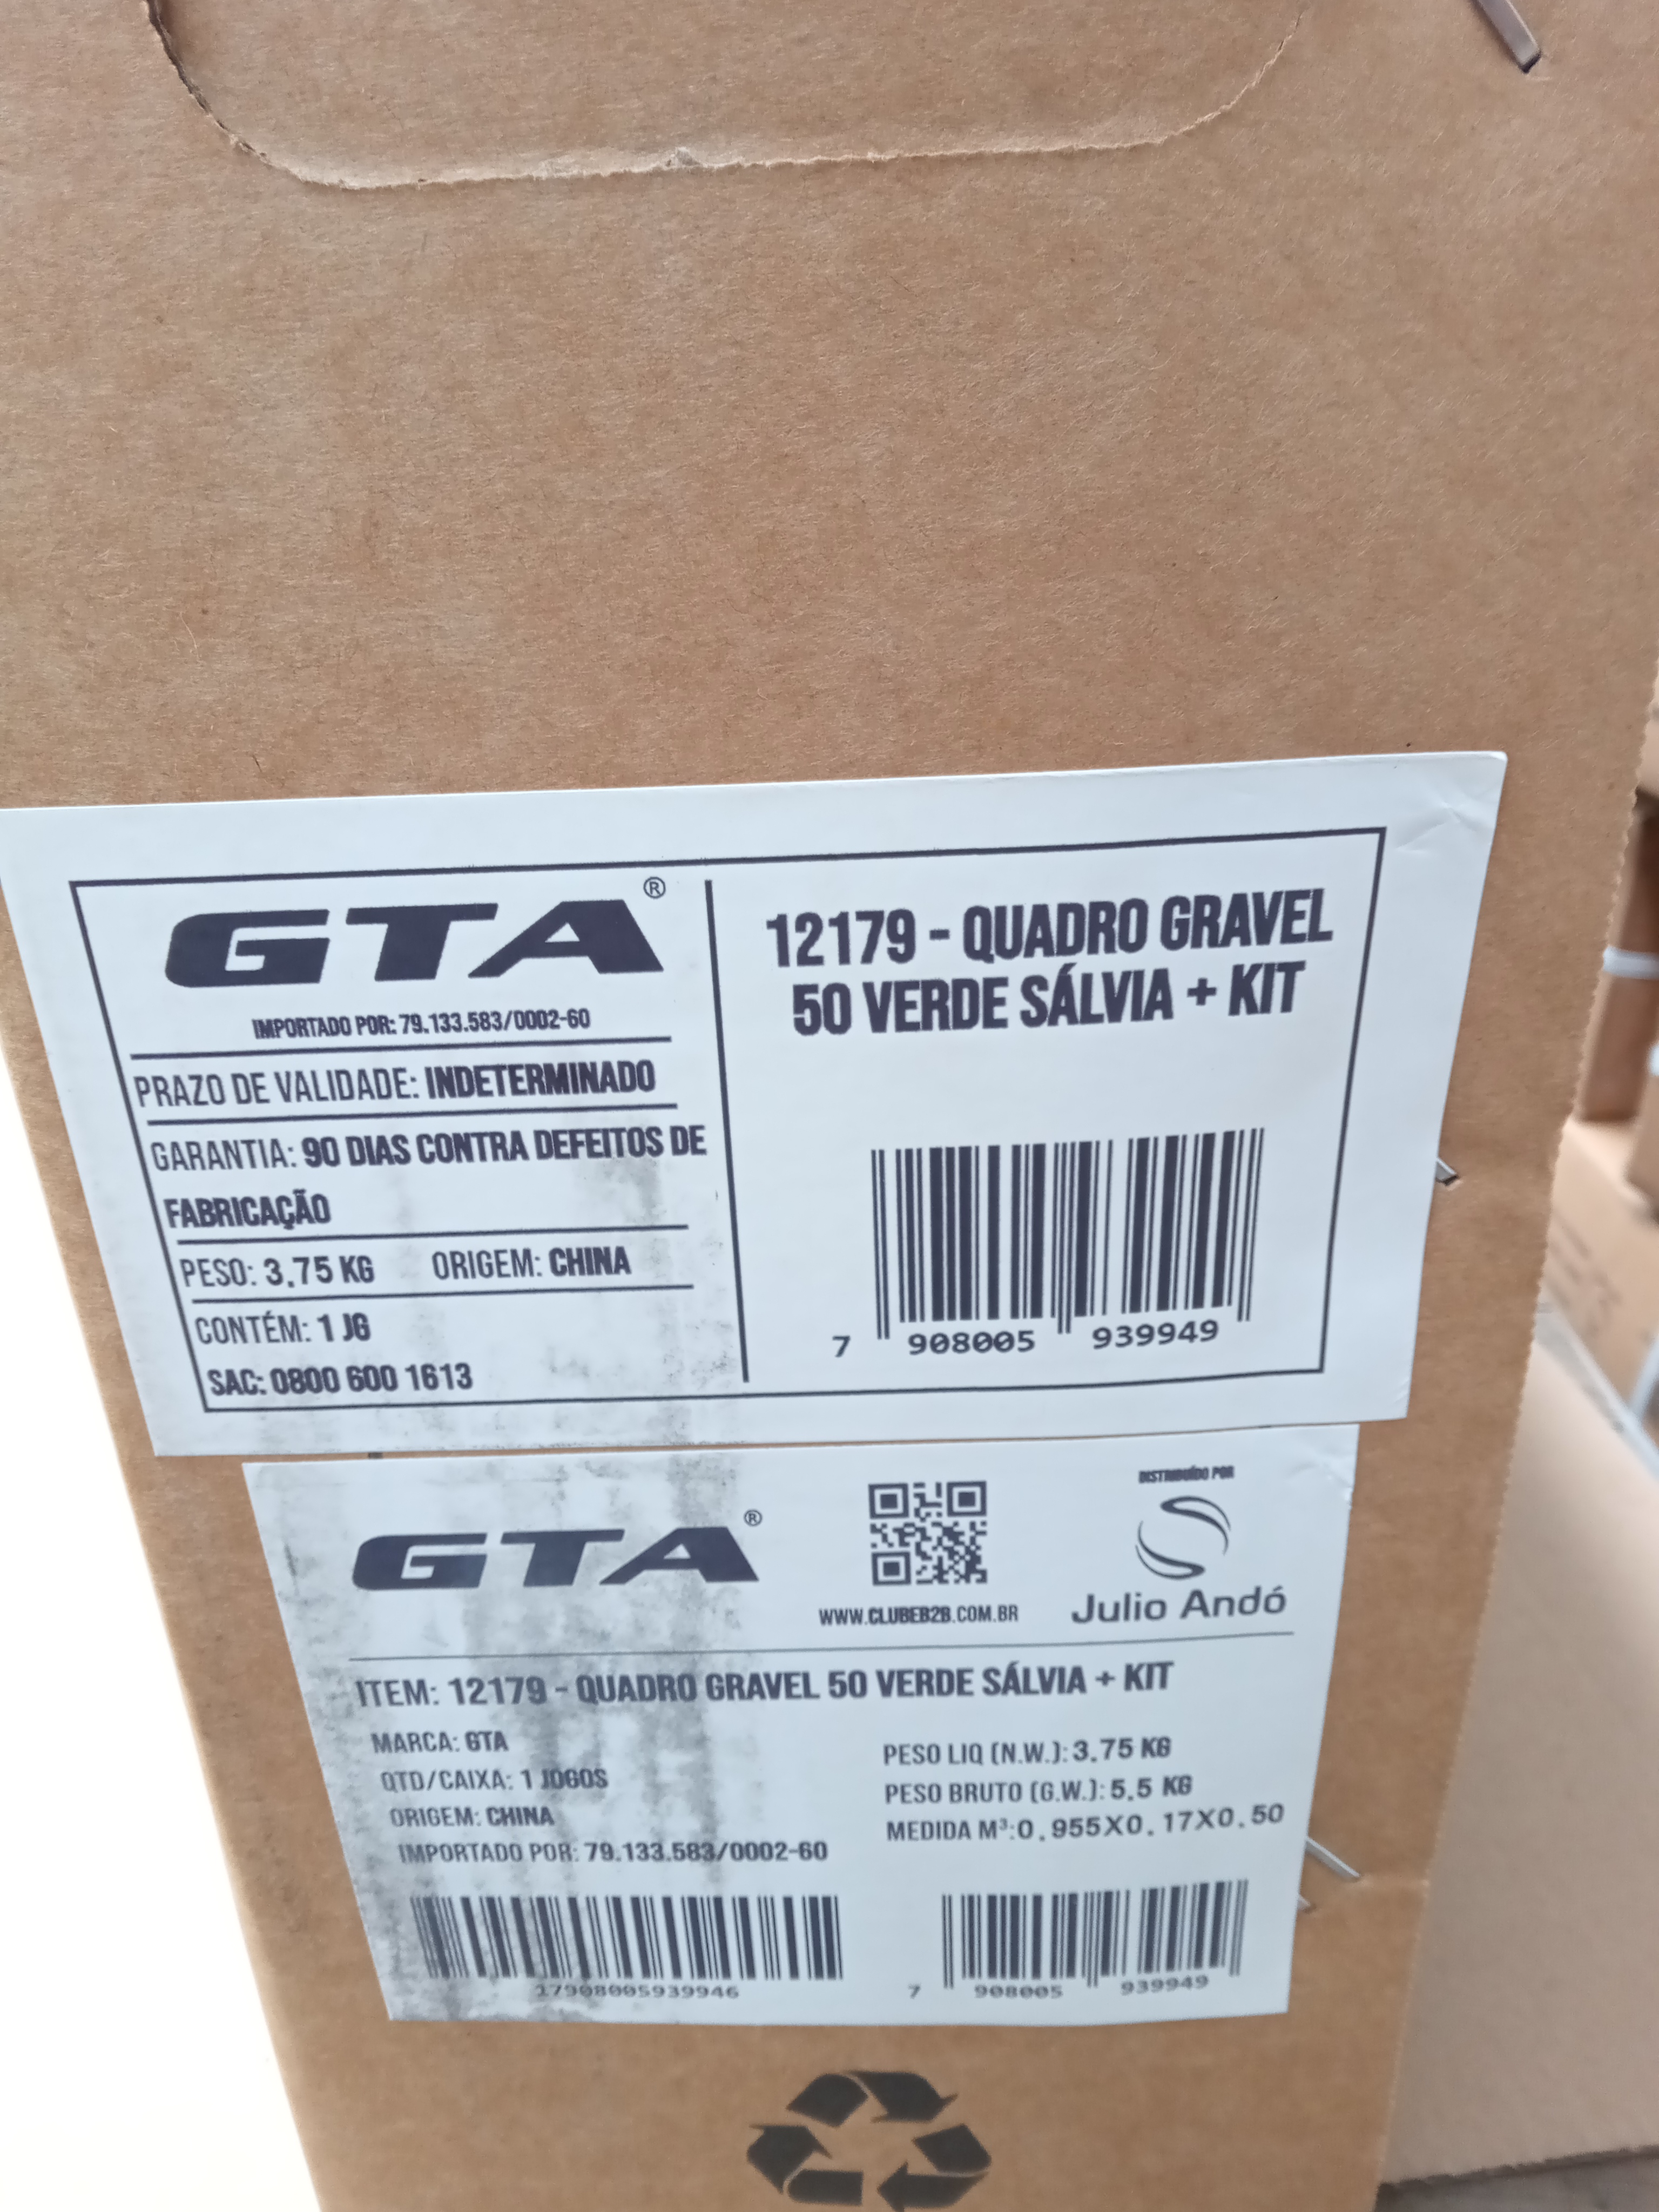 GTA®
IMPORTADO POR: 79.133.583/0002-60
PRAZO DE VALIDADE: INDETERMINADO
GARANTIA: 90 DIAS CONTRA DEFEITOS DE
FABRICAÇÃO
PESO: 3.75 KG ORIGEM: CHINA
CONTÉM: 1 JG
SAC: 0800 600 1613
12179 - QUADRO GRAVEL
50 VERDE SÁLVIA + KIT
7 908005 939949
GTA®
WWW.CLUBEB2B.COM.BR
DISTRIBUÍDO POR
Julio Andó
ITEM: 12179 - QUADRO GRAVEL 50 VERDE SÁLVIA + KIT
MARCA: GTA
QTD/CAIXA: 1 JOGOS
ORIGEM: CHINA
IMPORTADO POR: 79.133.583/0002-60
PESO LIQ (N.W.): 3.75 KG
PESO BRUTO (G.W.): 5.5 KG
MEDIDA M³:0.955X0.17X0.50
17908005939946
7 908005 939949